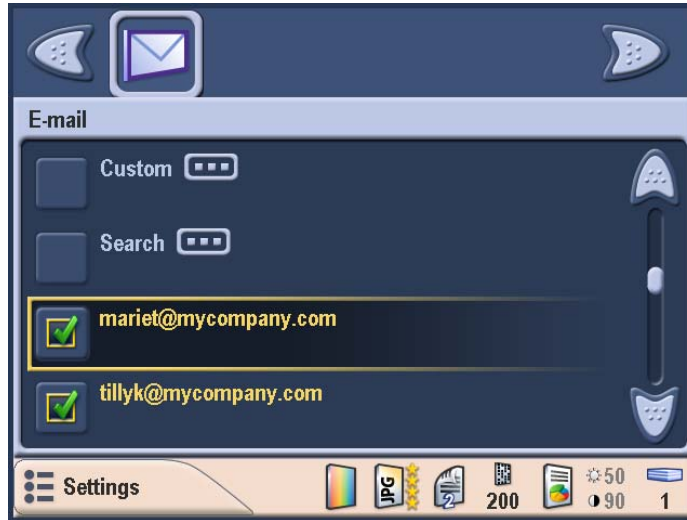 E-mail
Custom
Search
mariet@mycompany.com
tillyk@mycompany.com
Settings
JPG
2
200
50
90
1